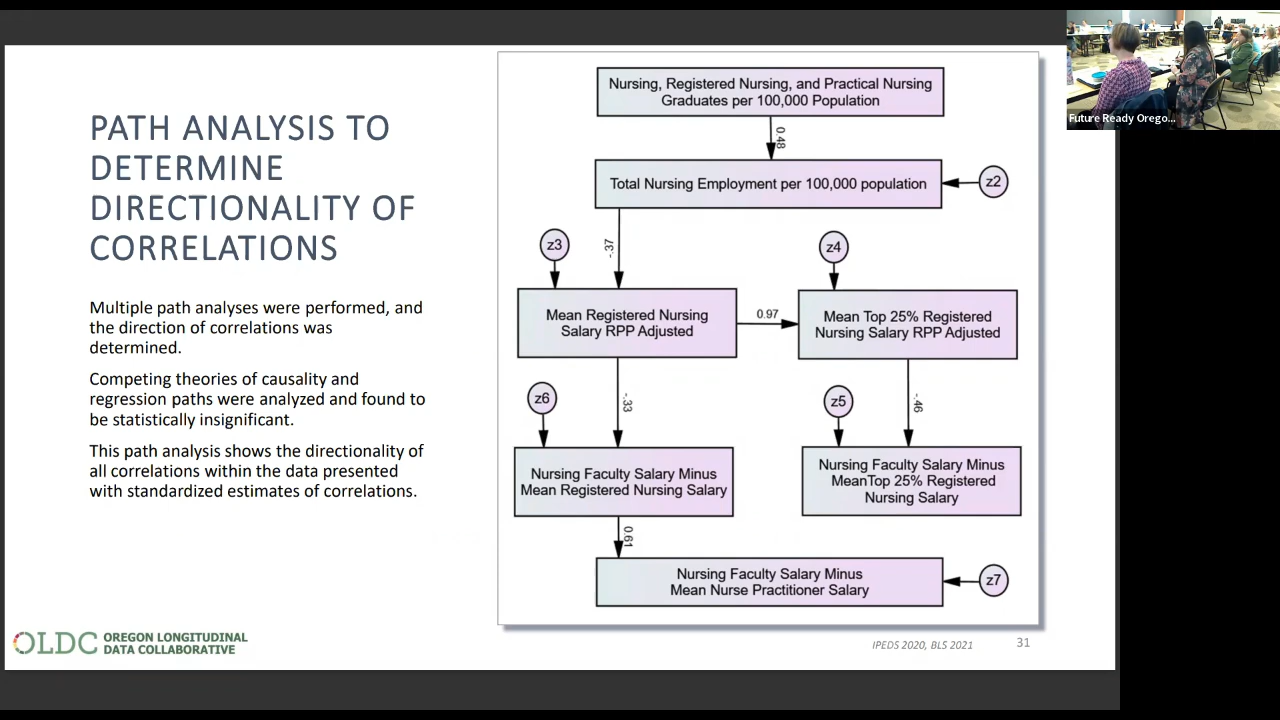 PATH ANALYSIS TO
DETERMINE
DIRECTIONALITY OF
CORRELATIONS
Multiple path analyses were performed, and
the direction of correlations was
determined.
Competing theories of causality and
regression paths were analyzed and found to
be statistically insignificant.
This path analysis shows the directionality of
all correlations within the data presented
with standardized estimates of correlations.
Nursing, Registered Nursing, and Practical Nursing
Graduates per 100,000 Population
0.48
Total Nursing Employment per 100,000 population
z2
-.37
z3
z4
Mean Registered Nursing
Salary RPP Adjusted
0.97
Mean Top 25% Registered
Nursing Salary RPP Adjusted
-.33
-.46
z6
z5
Nursing Faculty Salary Minus
Mean Registered Nursing Salary
Nursing Faculty Salary Minus
MeanTop 25% Registered
Nursing Salary
0.61
Nursing Faculty Salary Minus
Mean Nurse Practitioner Salary
z7
OLDC
OREGON LONGITUDINAL
DATA COLLABORATIVE
IPEDS 2020, BLS 2021
31
Future Ready Orego...